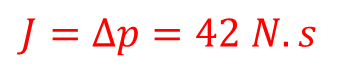 J = Δp = 42 N.s